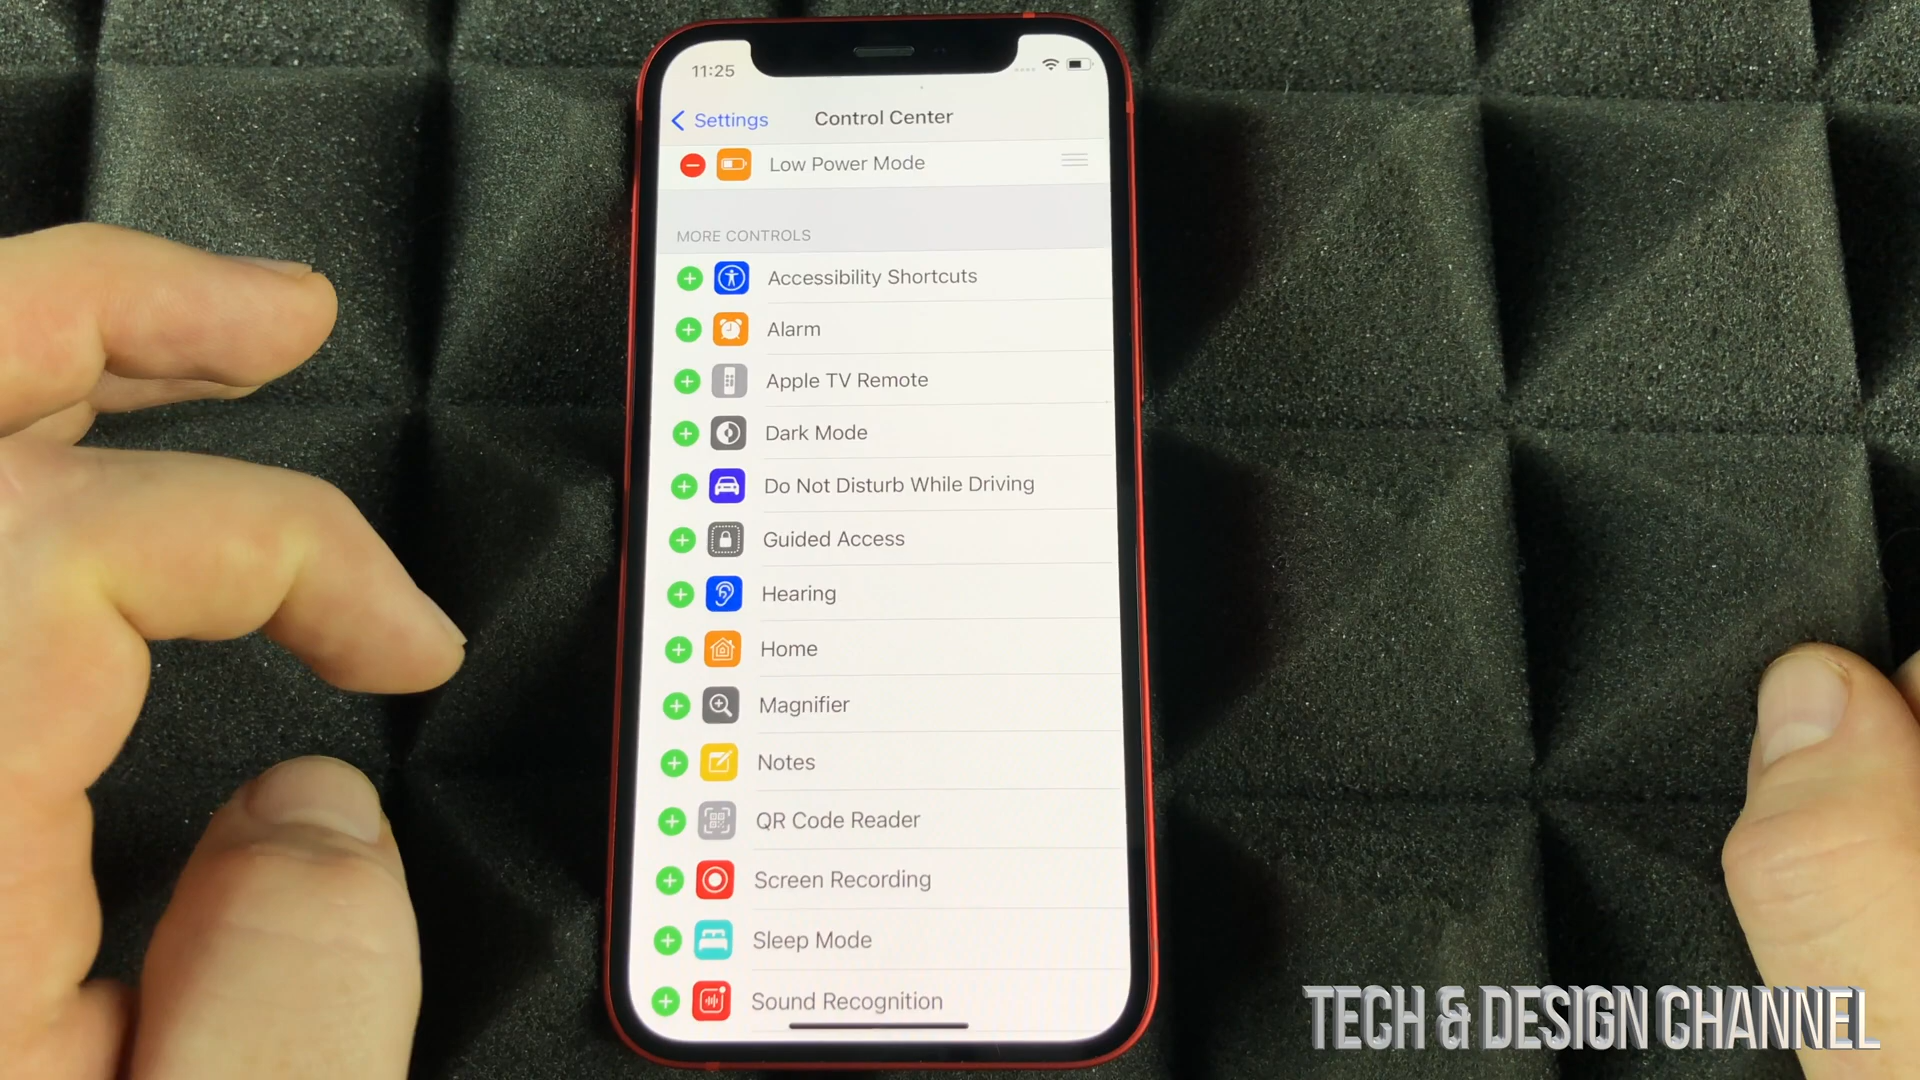 11:25
Settings
Control Center
Low Power Mode
MORE CONTROLS
Accessibility Shortcuts
Alarm
Apple TV Remote
Dark Mode
Do Not Disturb While Driving
Guided Access
Hearing
Home
Magnifier
Notes
QR Code Reader
Screen Recording
Sleep Mode
Sound Recognition
TECH & DESIGN CHANNEL